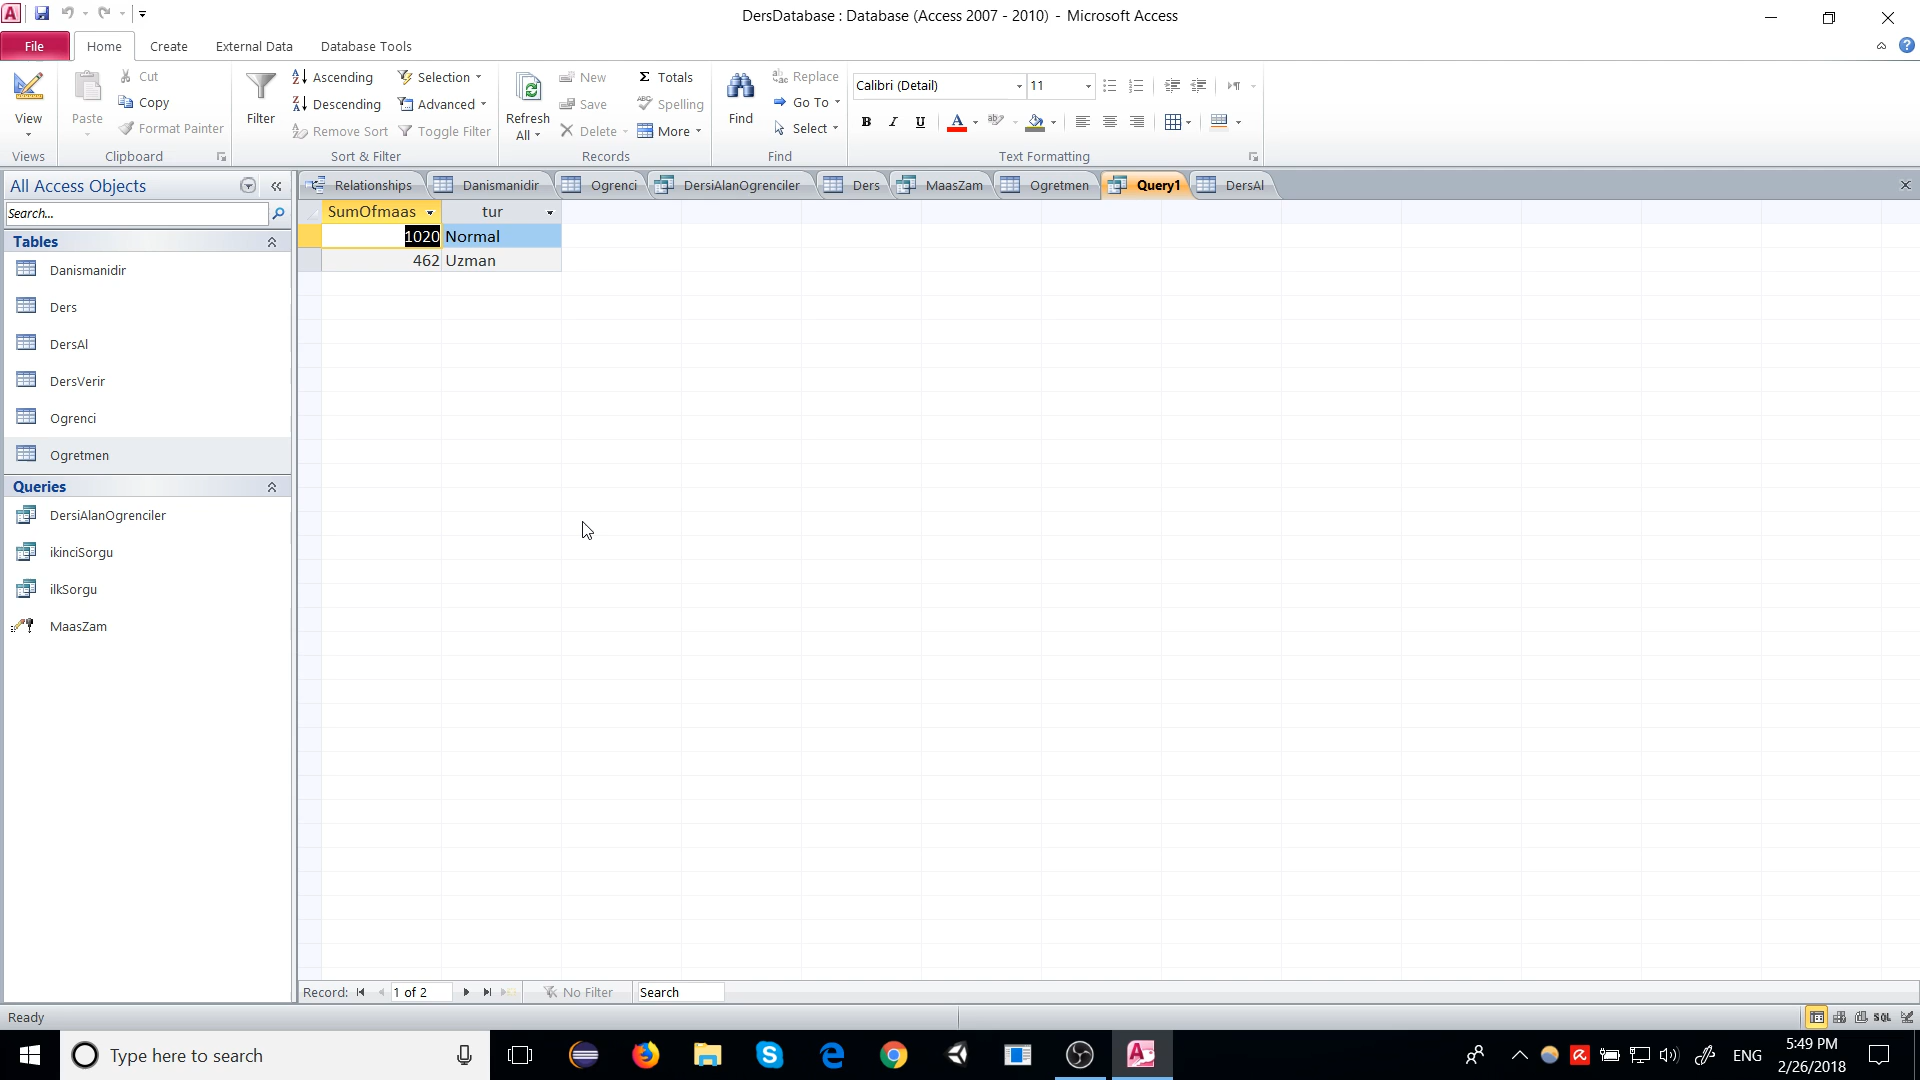 DersDatabase : Database (Access 2007 - 2010) - Microsoft Access
File Home Create External Data Database Tools
View
Views
Paste
Cut
Copy
Format Painter
Clipboard
Filter
Ascending
Descending
Remove Sort
Selection
Advanced
Toggle Filter
Sort & Filter
Refresh
All
New
Save
Delete
Totals
Spelling
More
Records
Find
Replace
Go To
Select
Find
Calibri (Detail) 11
B I U A
Text Formatting
All Access Objects
Search...
Tables
Danismanidir
Ders
DersAl
DersVerir
Ogrenci
Ogretmen
Queries
DersiAlanOgrenciler
ikinciSorgu
ilkSorgu
MaasZam
Relationships Danismanidir Ogrenci DersiAlanOgrenciler Ders MaasZam Ogretmen Query1 DersAl
SumOfmaas tur
1020 Normal
462 Uzman
Record: 1 of 2 No Filter Search
Ready
SQL
Type here to search
ENG
5:49 PM
2/26/2018